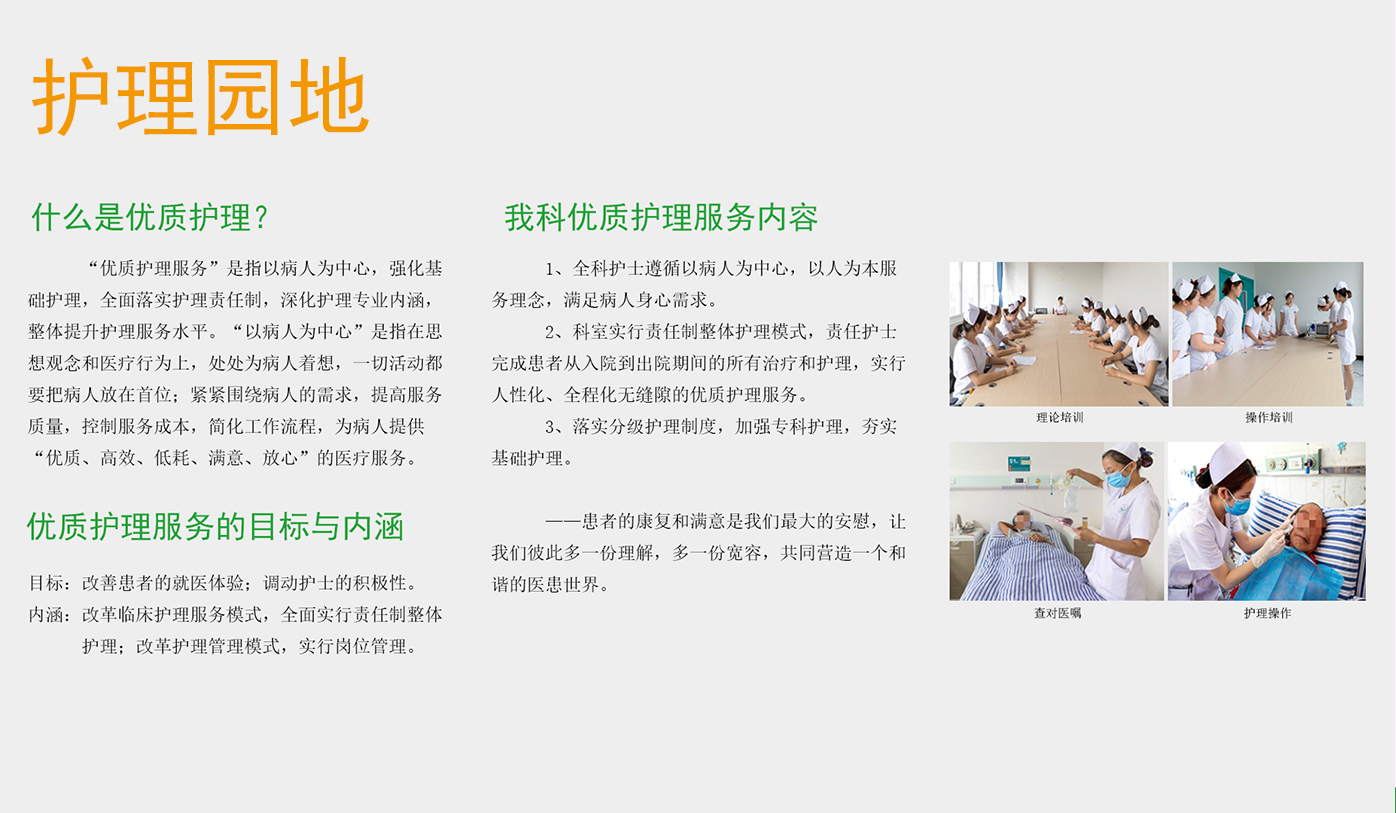 护理园地
什么是优质护理？
“优质护理服务”是指以病人为中心，强化基
础护理，全面落实护理责任制，深化护理专业内涵，
整体提升护理服务水平。“以病人为中心”是指在思
想观念和医疗行为上，处处为病人着想，一切活动都
要把病人放在首位；紧紧围绕病人的需求，提高服务
质量，控制服务成本，简化工作流程，为病人提供
“优质、高效、低耗、满意、放心”的医疗服务。
优质护理服务的目标与内涵
目标：改善患者的就医体验；调动护士的积极性。
内涵：改革临床护理服务模式，全面实行责任制整体
护理；改革护理管理模式，实行岗位管理。
我科优质护理服务内容
1、全科护士遵循以病人为中心，以人为本服
务理念，满足病人身心需求。
2、科室实行责任制整体护理模式，责任护士
完成患者从入院到出院期间的所有治疗和护理，实行
人性化、全程化无缝隙的优质护理服务。
3、落实分级护理制度，加强专科护理，夯实
基础护理。
——患者的康复和满意是我们最大的安慰，让
我们彼此多一份理解，多一份宽容，共同营造一个和
谐的医患世界。
理论培训
操作培训
51
查对医嘱
护理操作